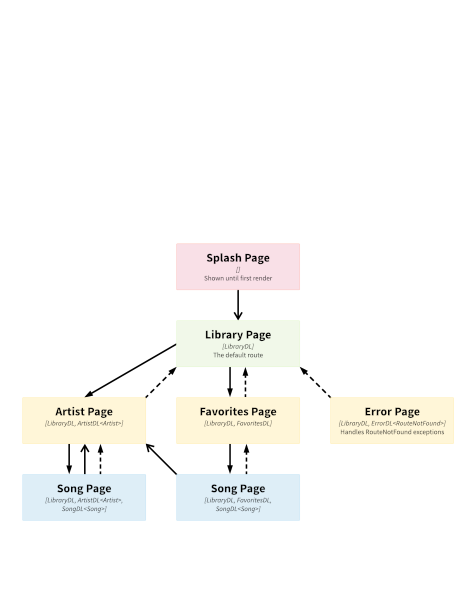 Splash Page
[]
Shown until first render
Library Page
[LibraryDL]
The default route
Artist Page
[LibraryDL, ArtistDL<Artist>]
Favorites Page
[LibraryDL, FavoritesDL]
Error Page
[LibraryDL, ErrorDL<RouteNotFound>]
Handles RouteNotFound exceptions
Song Page
[LibraryDL, ArtistDL<Artist>,
SongDL<Song>]
Song Page
[LibraryDL, FavoritesDL,
SongDL<Song>]